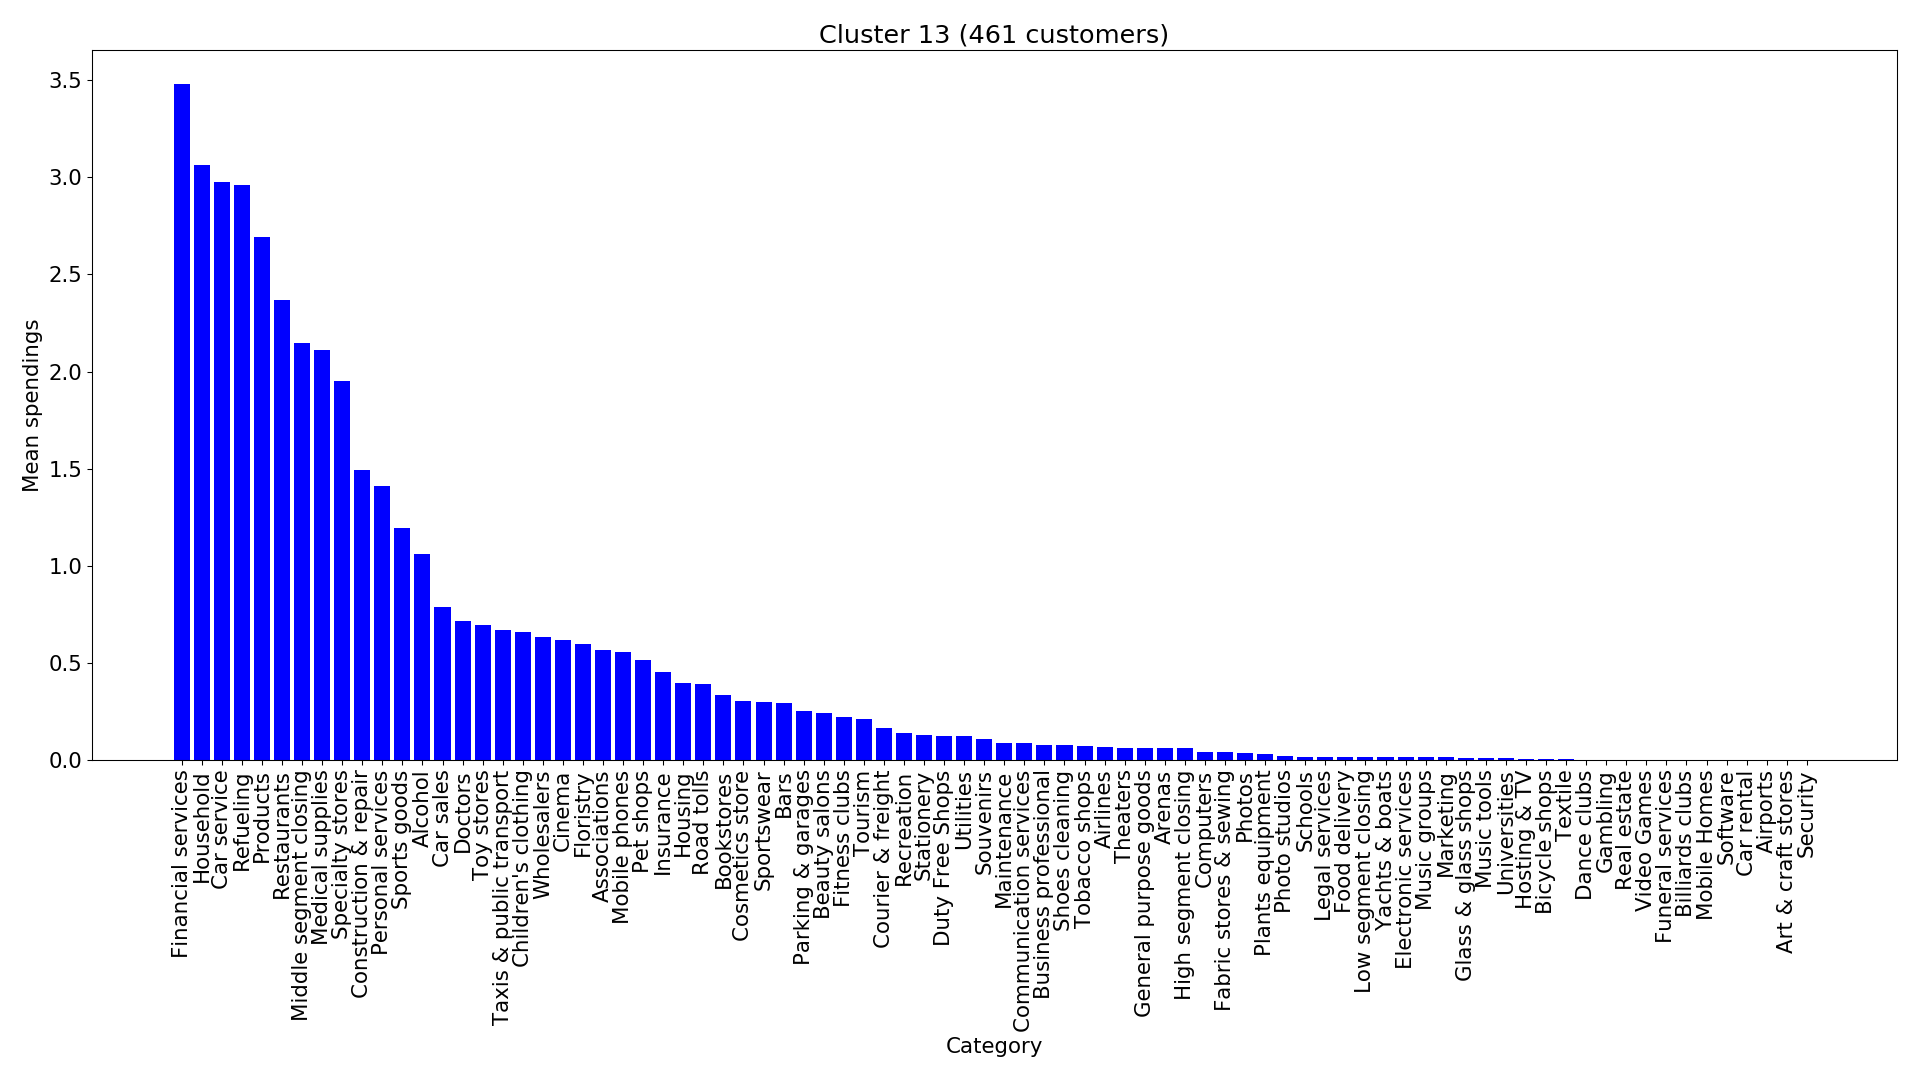 Cluster 13 (461 customers)
3.5
3.0
2.5
2.0
1.5
1.0
0.5
0.0
Mean spendings
Financial services
Household
Car service
Refueling
Products
Restaurants
Middle segment closing
Medical supplies
Specialty stores
Construction & repair
Personal services
Sports goods
Alcohol
Car sales
Doctors
Toy stores
Taxis & public transport
Children's clothing
Wholesalers
Cinema
Floristry
Associations
Mobile phones
Pet shops
Insurance
Housing
Road tolls
Bookstores
Cosmetics store
Sportswear
Bars
Parking & garages
Beauty salons
Fitness clubs
Tourism
Courier & freight
Recreation
Stationery
Duty Free Shops
Utilities
Souvenirs
Maintenance
Communication services
Business professional
Shoes cleaning
Tobacco shops
Airlines
Theaters
General purpose goods
Arenas
High segment closing
Computers
Fabric stores & sewing
Photos
Plants equipment
Photo studios
Schools
Legal services
Food delivery
Low segment closing
Yachts & boats
Electronic services
Music groups
Marketing
Glass & glass shops
Music tools
Universities
Hosting & TV
Bicycle shops
Textile
Dance clubs
Gambling
Real estate
Video Games
Funeral services
Billiards clubs
Mobile Homes
Software
Car rental
Airports
Art & craft stores
Security
Category